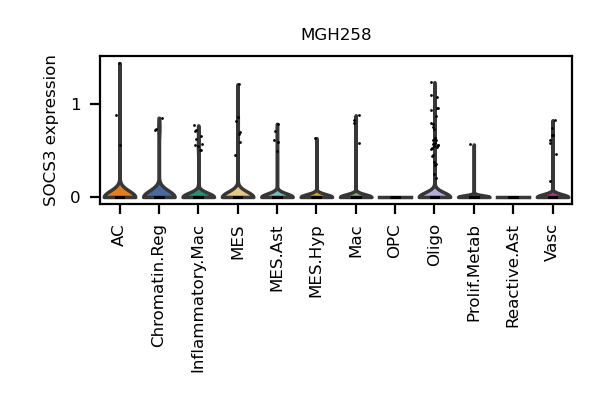 MGH258
SOCS3 expression
1
0
AC
Chromatin.Reg
Inflammatory.Mac
MES
MES.Ast
MES.Hyp
Mac
OPC
Oligo
Prolif.Metab
Reactive.Ast
Vasc